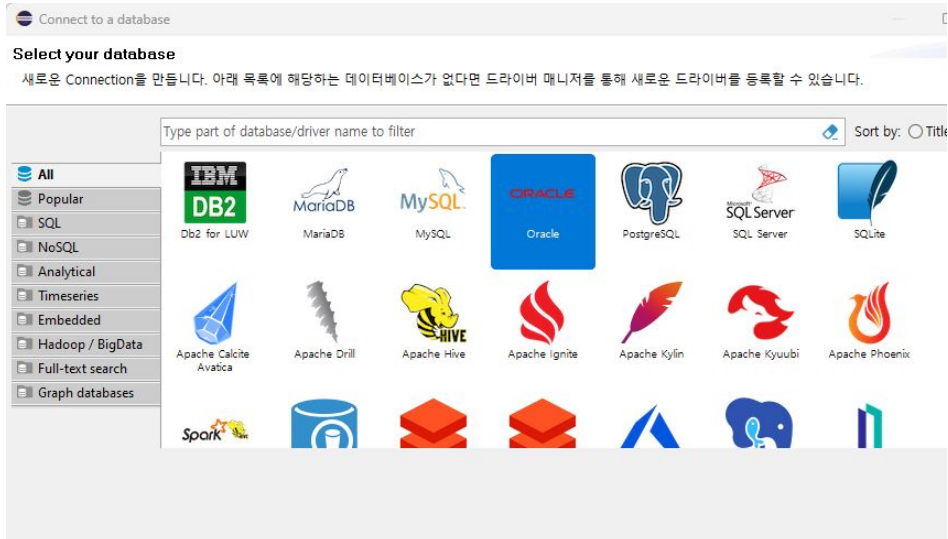 Connect to a database
Select your database
새로운 Connection을 만듭니다. 아래 목록에 해당하는 데이터베이스가 없다면 드라이버 매니저를 통해 새로운 드라이버를 등록할 수 있습니다.
Type part of database/driver name to filter
Sort by:
Title
All
Popular
SQL
NoSQL
Analytical
Timeseries
Embedded
Hadoop / BigData
Full-text search
Graph databases
IBM
DB2
MariaDB
MySQL
ORACLE
Microsoft
SQL Server
Db2 for LUW
MariaDB
MySQL
Oracle
PostgreSQL
SQL Server
SQLite
HIVE
Apache Calcite
Avatica
Apache Drill
Apache Hive
Apache Ignite
Apache Kylin
Apache Kyuubi
Apache Phoenix
Spark
HIVE